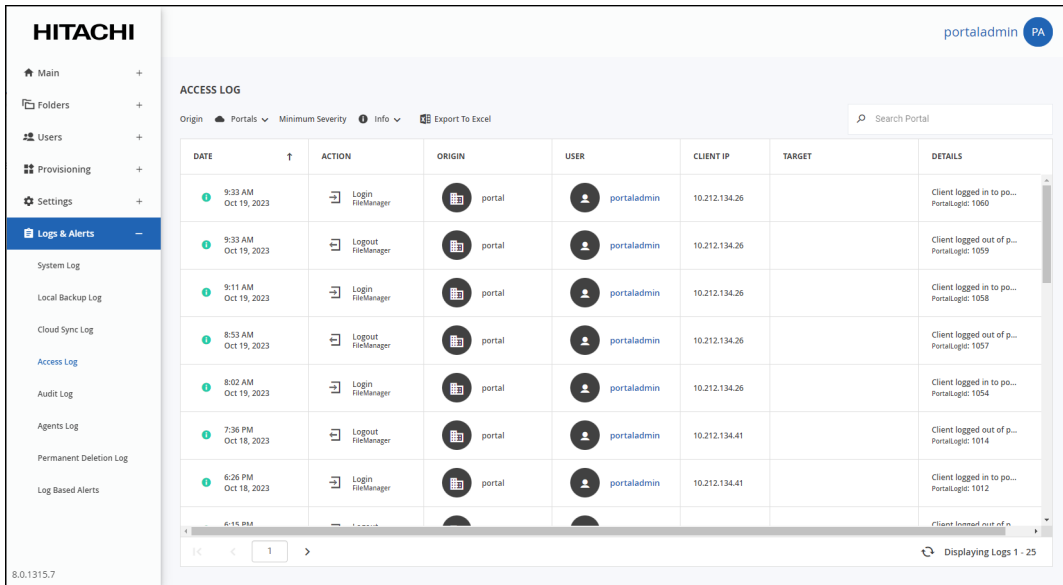 HITACHI
portaladmin PA
Main +
Folders +
Users +
Provisioning +
Settings +
Logs & Alerts −
System Log
Local Backup Log
Cloud Sync Log
Access Log
Audit Log
Agents Log
Permanent Deletion Log
Log Based Alerts
8.0.1315.7
ACCESS LOG
Origin Portals Minimum Severity Info Export To Excel Search Portal
DATE ↑ ACTION ORIGIN USER CLIENT IP TARGET DETAILS
9:33 AM Login Client logged in to po...
Oct 19, 2023 FileManager portal portaladmin 10.212.134.26 PortalLogId: 1060
9:33 AM Logout Client logged out of p...
Oct 19, 2023 FileManager portal portaladmin 10.212.134.26 PortalLogId: 1059
9:11 AM Login Client logged in to po...
Oct 19, 2023 FileManager portal portaladmin 10.212.134.26 PortalLogId: 1058
8:53 AM Logout Client logged out of p...
Oct 19, 2023 FileManager portal portaladmin 10.212.134.26 PortalLogId: 1057
8:02 AM Login Client logged in to po...
Oct 19, 2023 FileManager portal portaladmin 10.212.134.26 PortalLogId: 1054
7:36 PM Logout Client logged out of p...
Oct 18, 2023 FileManager portal portaladmin 10.212.134.41 PortalLogId: 1014
6:26 PM Login Client logged in to po...
Oct 18, 2023 FileManager portal portaladmin 10.212.134.41 PortalLogId: 1012
6:15 PM Logout Client logged out of p...
1 Displaying Logs 1 - 25